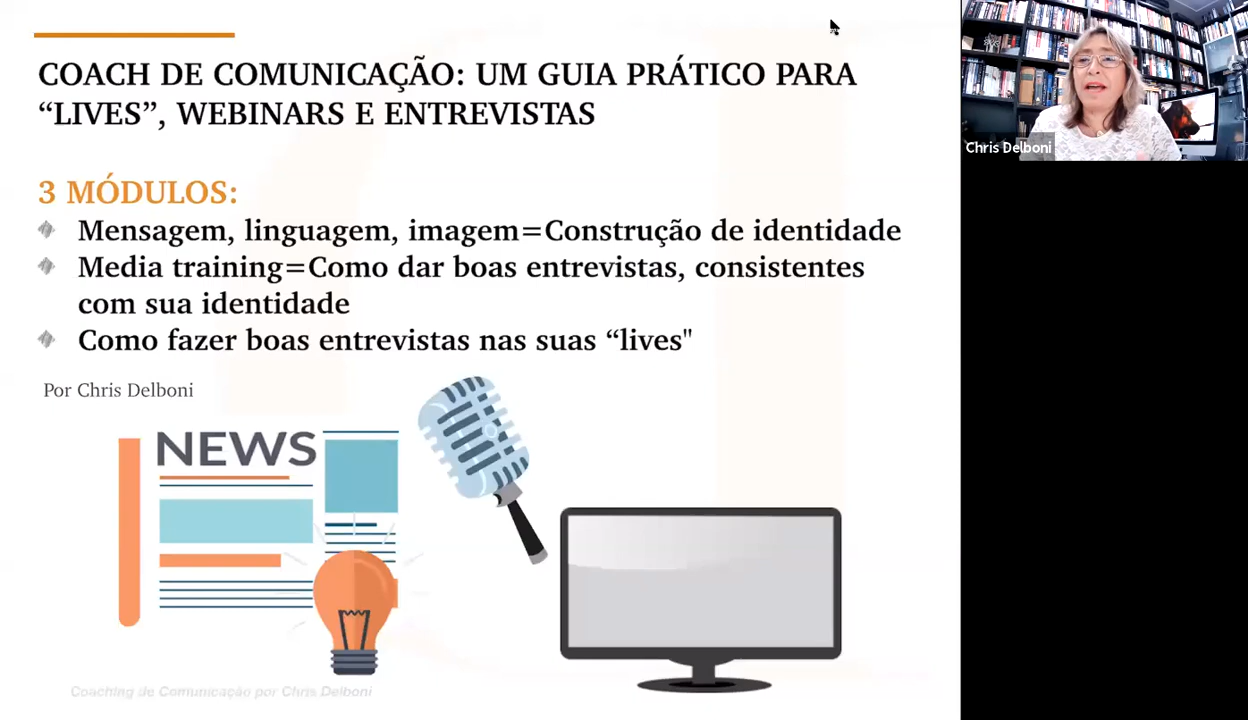 COACH DE COMUNICAÇÃO: UM GUIA PRÁTICO PARA
“LIVES”, WEBINARS E ENTREVISTAS
3 MÓDULOS:
Mensagem, linguagem, imagem=Construção de identidade
Media training=Como dar boas entrevistas, consistentes
com sua identidade
Como fazer boas entrevistas nas suas “lives"
Por Chris Delboni
NEWS
Coaching de Comunicação por Chris Delboni
Chris Delboni